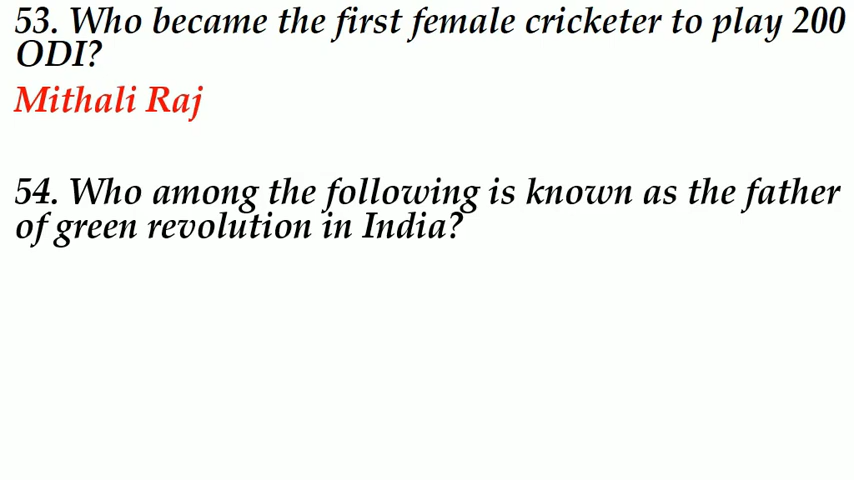 53. Who became the first female cricketer to play 200
ODI?
Mithali Raj
54. Who among the following is known as the father
of green revolution in India?